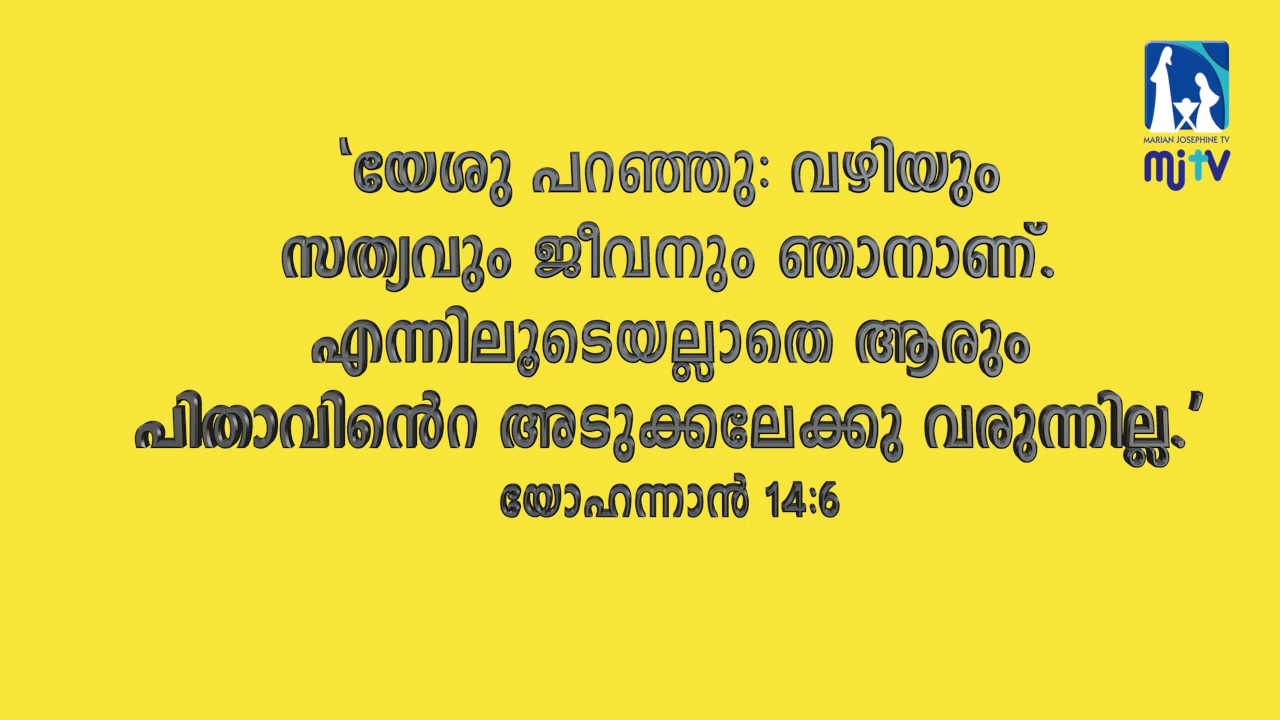 ‘യേശു പറഞ്ഞു: വഴിയും
സത്യവും ജീവനും ഞാനാണ്.
എന്നിലൂടെയല്ലാതെ ആരും
പിതാവിൻെറ അടുക്കലേക്കു വരുന്നില്ല.’
യോഹന്നാൻ 14:6
MARIAN JOSEPHINE TV
mjtv